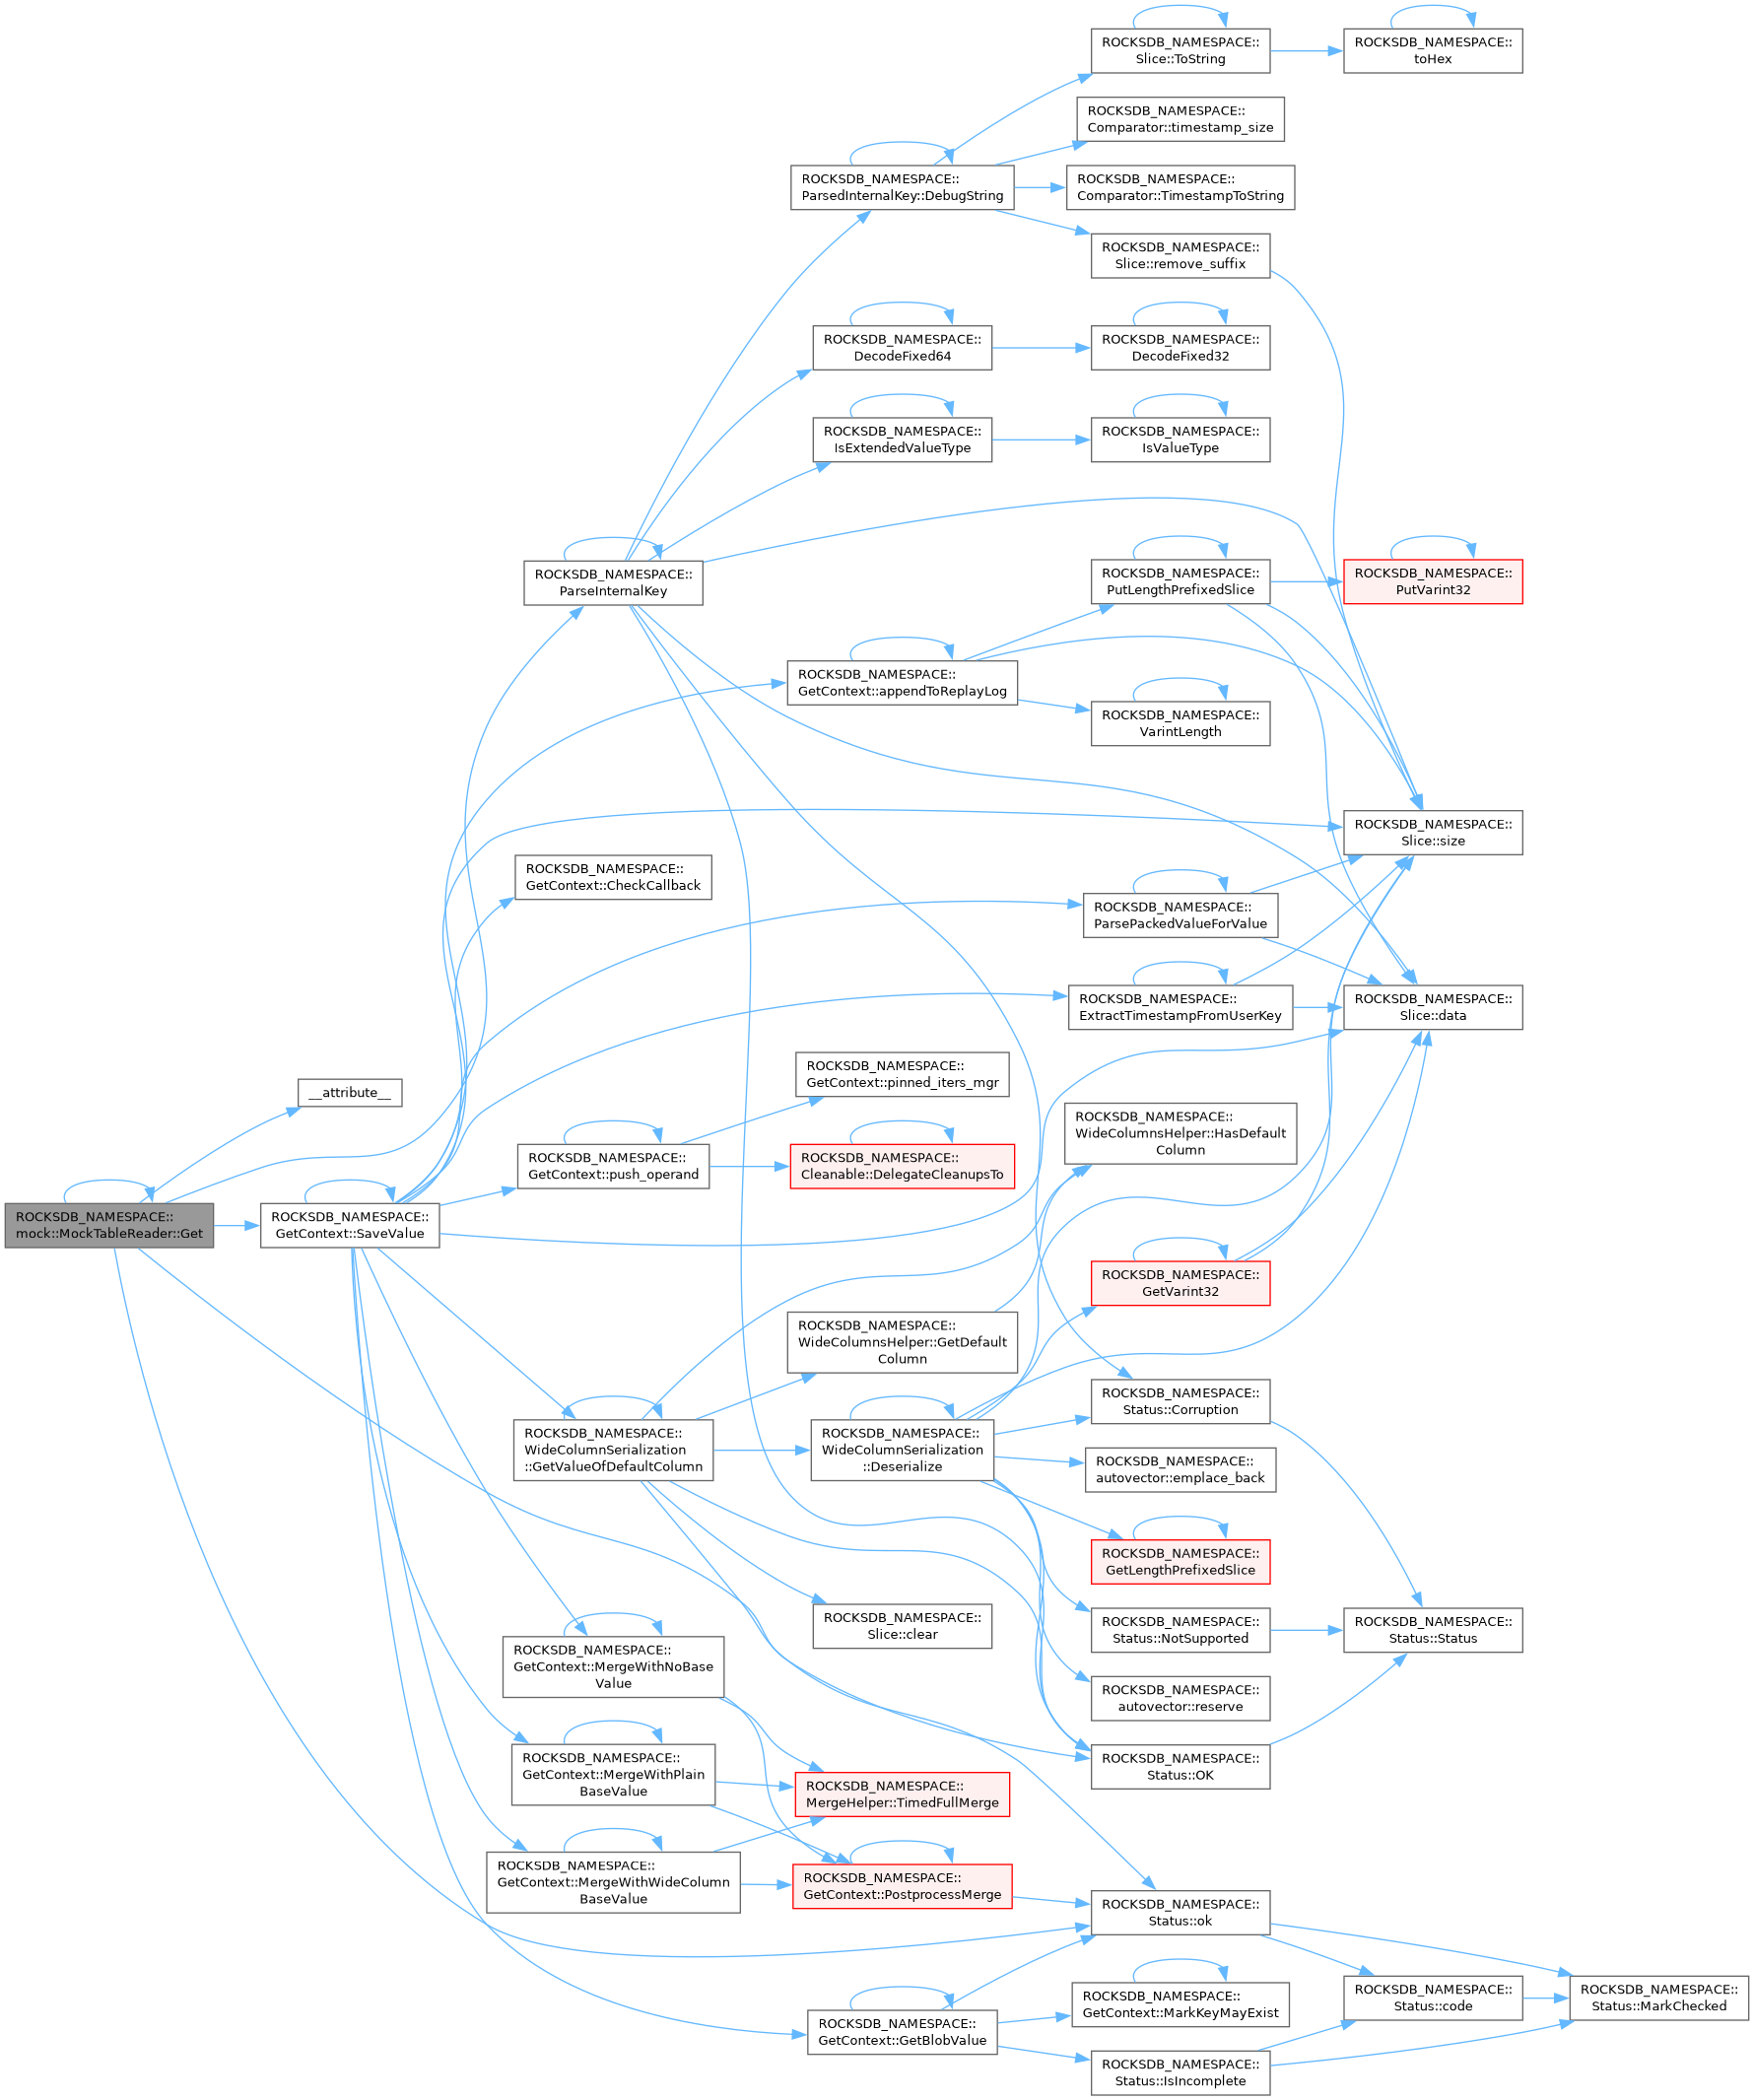 ROCKSDB_NAMESPACE::
Slice::ToString
ROCKSDB_NAMESPACE::
toHex
ROCKSDB_NAMESPACE::
Comparator::timestamp_size
ROCKSDB_NAMESPACE::
ParsedInternalKey::DebugString
ROCKSDB_NAMESPACE::
Comparator::TimestampToString
ROCKSDB_NAMESPACE::
Slice::remove_suffix
ROCKSDB_NAMESPACE::
DecodeFixed64
ROCKSDB_NAMESPACE::
DecodeFixed32
ROCKSDB_NAMESPACE::
IsExtendedValueType
ROCKSDB_NAMESPACE::
IsValueType
ROCKSDB_NAMESPACE::
ParseInternalKey
ROCKSDB_NAMESPACE::
PutLengthPrefixedSlice
ROCKSDB_NAMESPACE::
PutVarint32
ROCKSDB_NAMESPACE::
GetContext::appendToReplayLog
ROCKSDB_NAMESPACE::
VarintLength
ROCKSDB_NAMESPACE::
Slice::size
ROCKSDB_NAMESPACE::
GetContext::CheckCallback
ROCKSDB_NAMESPACE::
ParsePackedValueForValue
ROCKSDB_NAMESPACE::
ExtractTimestampFromUserKey
ROCKSDB_NAMESPACE::
Slice::data
ROCKSDB_NAMESPACE::
GetContext::pinned_iters_mgr
__attribute__
ROCKSDB_NAMESPACE::
WideColumnsHelper::HasDefault
Column
ROCKSDB_NAMESPACE::
GetContext::push_operand
ROCKSDB_NAMESPACE::
Cleanable::DelegateCleanupsTo
ROCKSDB_NAMESPACE::
mock::MockTableReader::Get
ROCKSDB_NAMESPACE::
GetContext::SaveValue
ROCKSDB_NAMESPACE::
GetVarint32
ROCKSDB_NAMESPACE::
WideColumnsHelper::GetDefault
Column
ROCKSDB_NAMESPACE::
Status::Corruption
ROCKSDB_NAMESPACE::
WideColumnSerialization
::GetValueOfDefaultColumn
ROCKSDB_NAMESPACE::
WideColumnSerialization
::Deserialize
ROCKSDB_NAMESPACE::
autovector::emplace_back
ROCKSDB_NAMESPACE::
GetLengthPrefixedSlice
ROCKSDB_NAMESPACE::
Slice::clear
ROCKSDB_NAMESPACE::
Status::NotSupported
ROCKSDB_NAMESPACE::
Status::Status
ROCKSDB_NAMESPACE::
GetContext::MergeWithNoBase
Value
ROCKSDB_NAMESPACE::
autovector::reserve
ROCKSDB_NAMESPACE::
Status::OK
ROCKSDB_NAMESPACE::
GetContext::MergeWithPlain
BaseValue
ROCKSDB_NAMESPACE::
MergeHelper::TimedFullMerge
ROCKSDB_NAMESPACE::
GetContext::MergeWithWideColumn
BaseValue
ROCKSDB_NAMESPACE::
GetContext::PostprocessMerge
ROCKSDB_NAMESPACE::
Status::ok
ROCKSDB_NAMESPACE::
GetContext::MarkKeyMayExist
ROCKSDB_NAMESPACE::
Status::code
ROCKSDB_NAMESPACE::
Status::MarkChecked
ROCKSDB_NAMESPACE::
GetContext::GetBlobValue
ROCKSDB_NAMESPACE::
Status::IsIncomplete